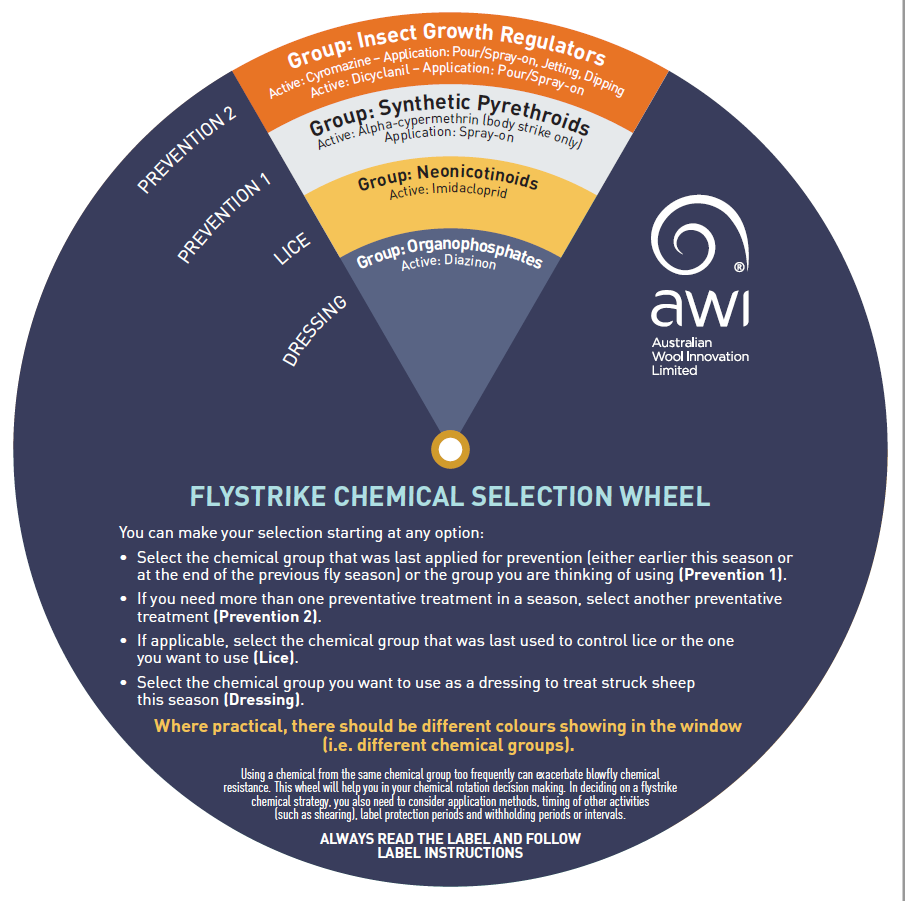 Group: Insect Growth Regulators
Active: Cyromazine – Application: Pour/Spray-on, Jetting, Dipping
Active: Dicyclanil – Application: Pour/Spray-on
PREVENTION 2
Group: Synthetic Pyrethroids
Active: Alpha-cypermethrin (body strike only)
Application: Spray-on
PREVENTION 1
Group: Neonicotinoids
Active: Imidacloprid
LICE
Group: Organophosphates
Active: Diazinon
DRESSING
®
awi
Australian
Wool Innovation
Limited
FLYSTRIKE CHEMICAL SELECTION WHEEL
You can make your selection starting at any option:
• Select the chemical group that was last applied for prevention (either earlier this season or
at the end of the previous fly season) or the group you are thinking of using (Prevention 1).
• If you need more than one preventative treatment in a season, select another preventative
treatment (Prevention 2).
• If applicable, select the chemical group that was last used to control lice or the one
you want to use (Lice).
• Select the chemical group you want to use as a dressing to treat struck sheep
this season (Dressing).
Where practical, there should be different colours showing in the window
(i.e. different chemical groups).
Using a chemical from the same chemical group too frequently can exacerbate blowfly chemical
resistance. This wheel will help you in your chemical rotation decision making. In deciding on a flystrike
chemical strategy, you also need to consider application methods, timing of other activities
(such as shearing), label protection periods and withholding periods or intervals.
ALWAYS READ THE LABEL AND FOLLOW
LABEL INSTRUCTIONS